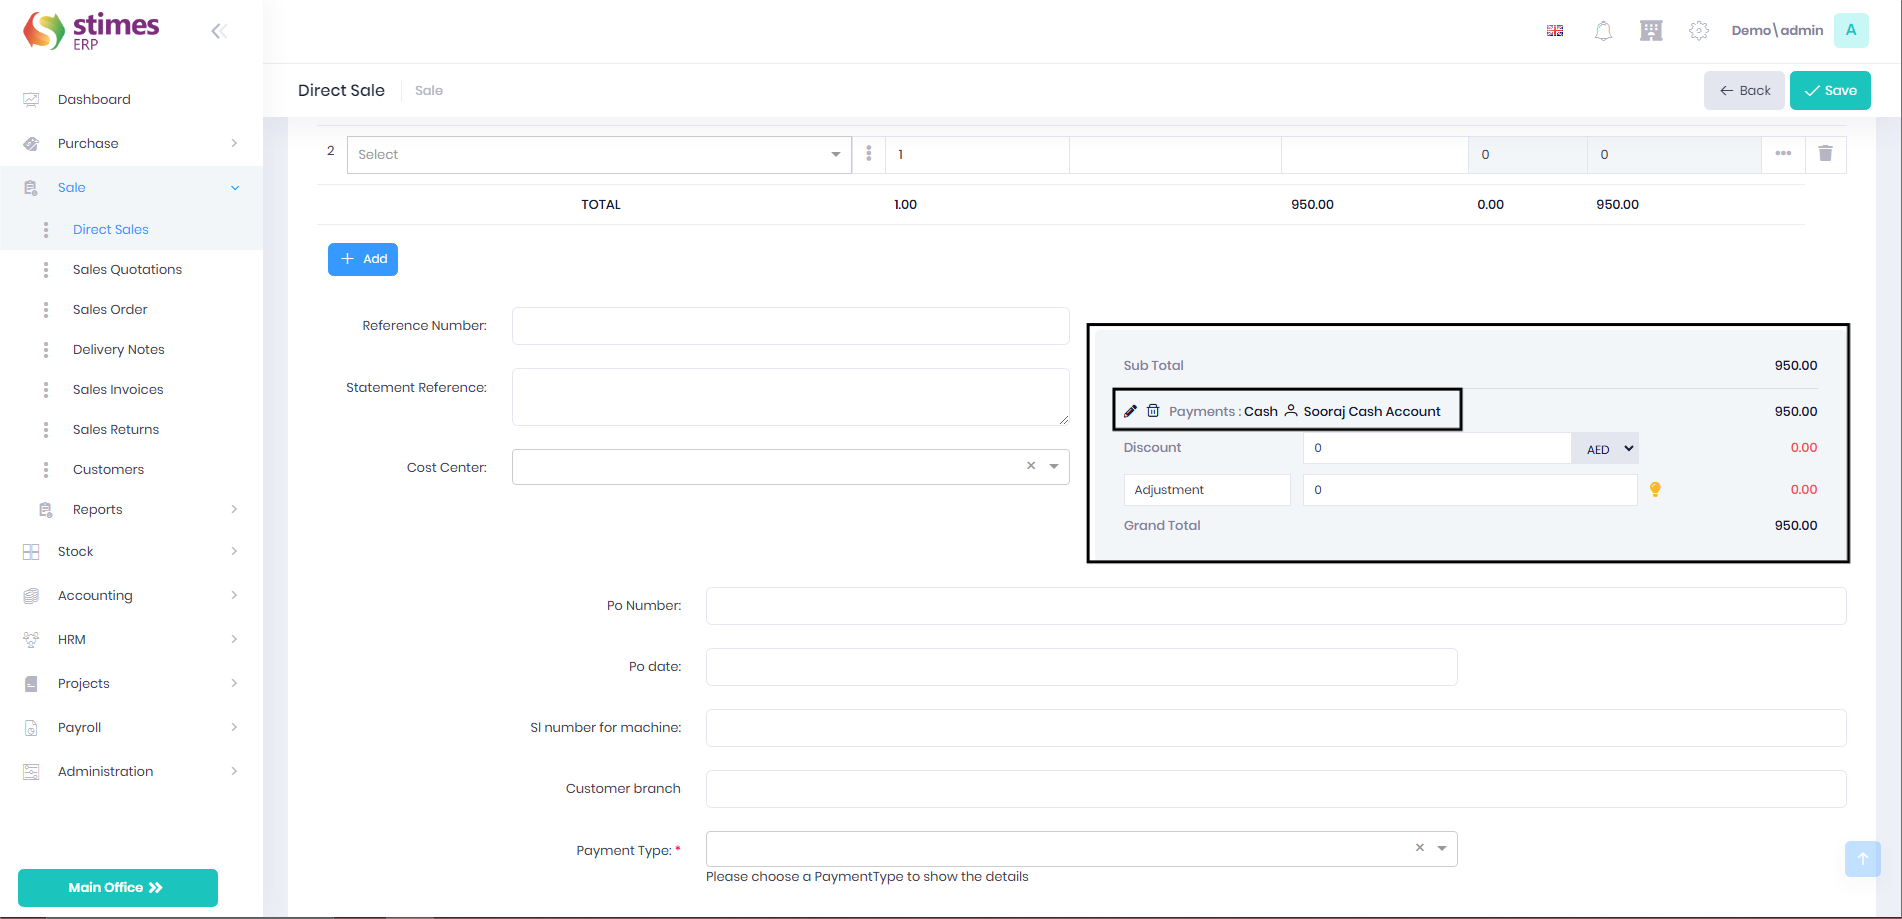 stimes
ERP
Demo\admin
A
Direct Sale
Sale
Back
Save
Dashboard
Purchase
Sale
Direct Sales
Sales Quotations
Sales Order
Delivery Notes
Sales Invoices
Sales Returns
Customers
Reports
Stock
Accounting
HRM
Projects
Payroll
Administration
Main Office
2 Select 1 0 0
TOTAL 1.00 950.00 0.00 950.00
Add
Reference Number:
Statement Reference:
Cost Center:
Sub Total 950.00
Payments : Cash Sooraj Cash Account 950.00
Discount 0 AED 0.00
Adjustment 0 0.00
Grand Total 950.00
Po Number:
Po date:
Sl number for machine:
Customer branch
Payment Type: *
Please choose a PaymentType to show the details